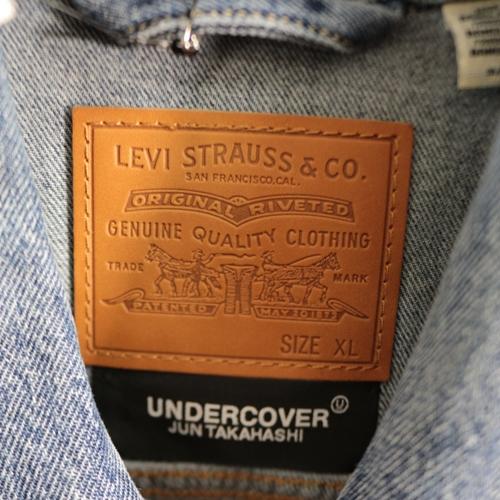 LEVI STRAUSS & CO.
SAN FRANCISCO,CAL.
ORIGINAL RIVETED
GENUINE QUALITY CLOTHING
TRADE MARK
PATENTED MAY 20 1873
SIZE XL
UNDERCOVER
JUN TAKAHASHI